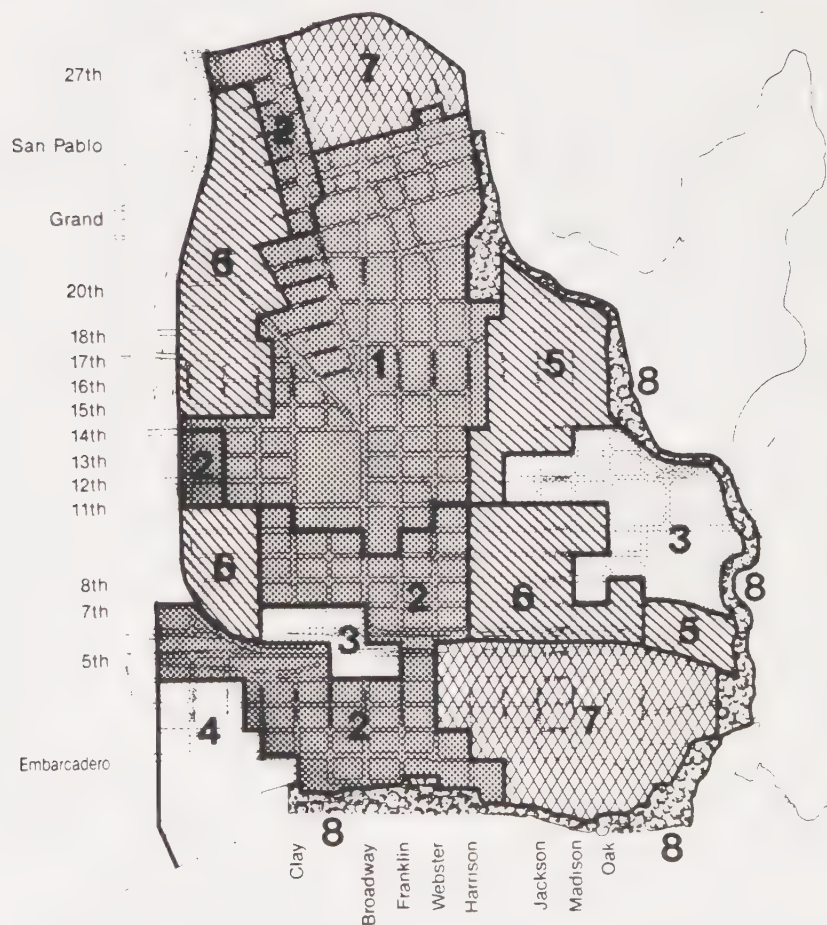 27th
San Pablo
Grand
20th
18th
17th
16th
15th
14th
13th
12th
11th
8th
7th
5th
Embarcadero
7
2
6
1
5
8
2
3
6
2
6
8
3
5
4
2
7
8
8
Clay
Broadway
Franklin
Webster
Harrison
Jackson
Madison
Oak